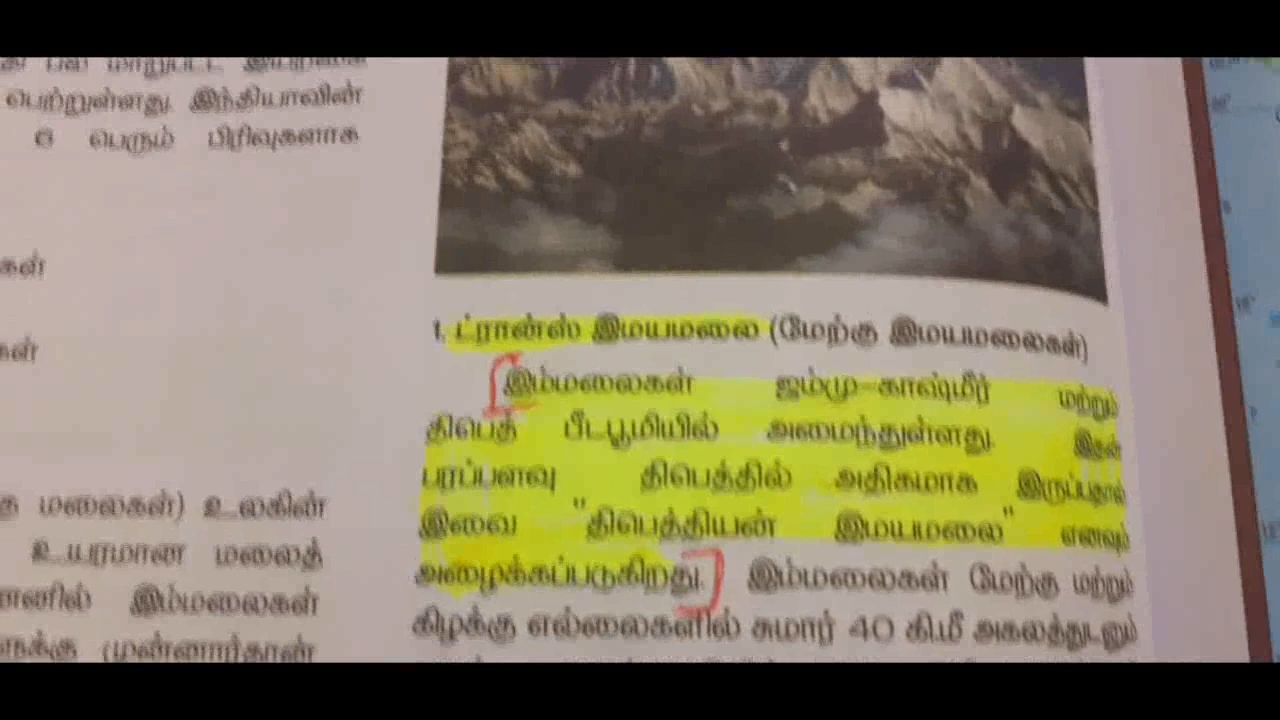 பெற்றுள்ளது. இந்தியாவின்
6 பெரும் பிரிவுகளாக
கள்
கள்
மலைகள்) உலகின்
உயரமான மலைத்
இம்மலைகள்
(முன்னார்தான்
1. ட்ரான்ஸ் இமயமலை (மேற்கு இமயமலைகள்)
இம்மலைகள் ஜம்மு-காஷ்மீர் மற்றும்
திபெத் பீடபூமியில் அமைந்துள்ளது. இதன்
பரப்பளவு திபெத்தில் அதிகமாக இருப்பதால்
இவை "திபெத்தியன் இமயமலை" எனவும்
அழைக்கப்படுகிறது. இம்மலைகள் மேற்கு மற்றும்
கிழக்கு எல்லைகளில் சுமார் 40 கி.மீ அகலத்துடனும்